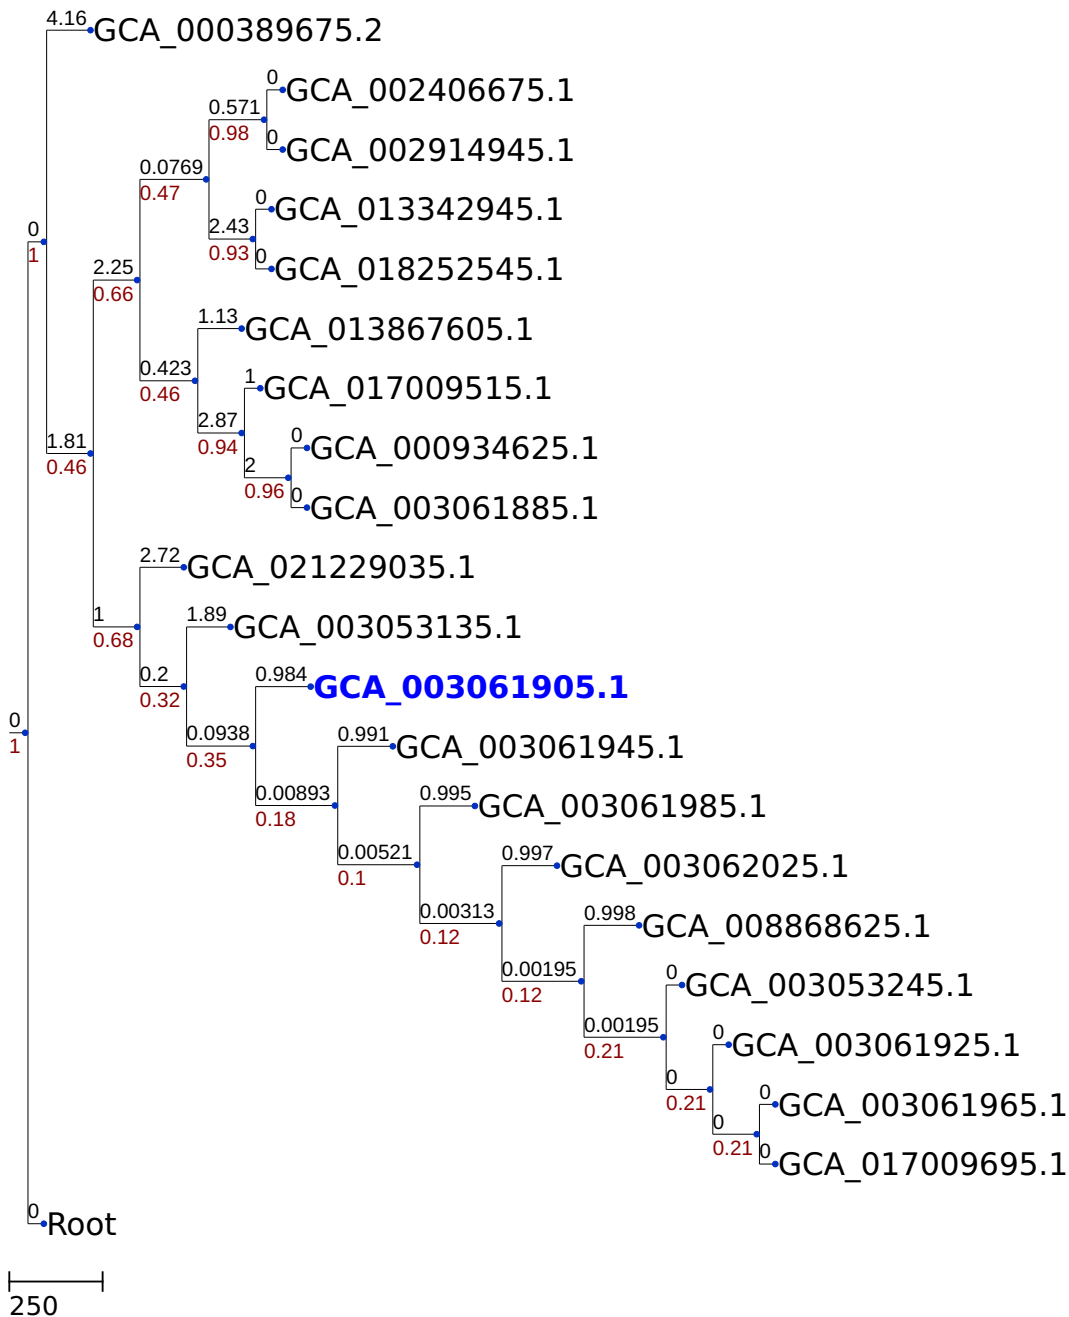 4.16 GCA_000389675.2
0 GCA_002406675.1
0.571
0.98
0 GCA_002914945.1
0.0769
0.47
0 GCA_013342945.1
2.43
0.93
0 GCA_018252545.1
0
1
2.25
0.66
1.13 GCA_013867605.1
0.423
0.46
1 GCA_017009515.1
2.87
0.94
0 GCA_000934625.1
1.81
0.46
2
0.96
0 GCA_003061885.1
2.72 GCA_021229035.1
1
0.68
1.89 GCA_003053135.1
0.2
0.32
0.984 GCA_003061905.1
0
1
0.0938
0.35
0.991 GCA_003061945.1
0.00893
0.18
0.995 GCA_003061985.1
0.00521
0.1
0.997 GCA_003062025.1
0.00313
0.12
0.998 GCA_008868625.1
0.00195
0.12
0 GCA_003053245.1
0.00195
0.21
0 GCA_003061925.1
0
0.21
0 GCA_003061965.1
0
0.21
0 GCA_017009695.1
0 Root
250